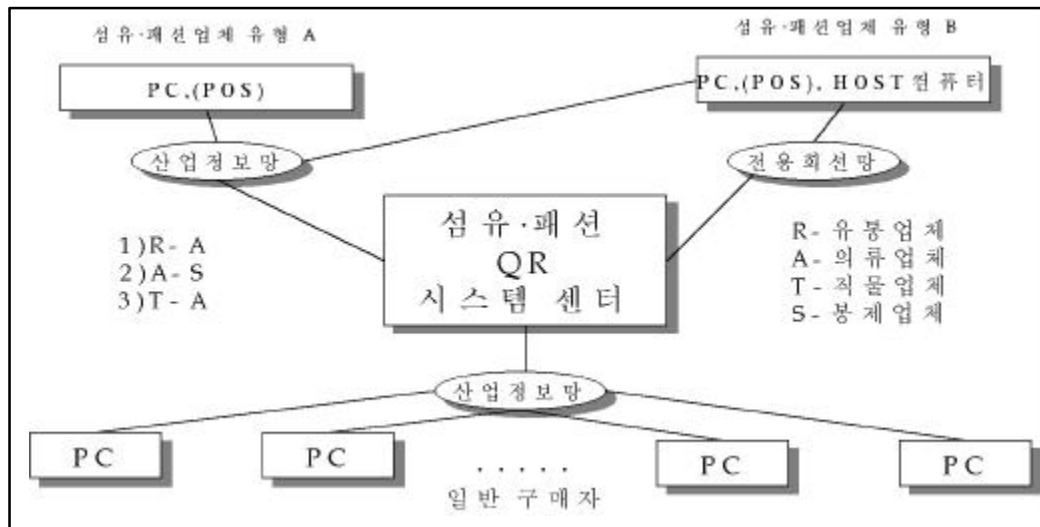 섬유·패션업체 유형 A
섬유·패션업체 유형 B
PC,(POS)
PC,(POS), HOST컴퓨터
산업정보망
전용회선망
섬유·패션
QR
시스템 센터
1)R- A
2)A- S
3)T- A
R- 유통업체
A- 의류업체
T- 직물업체
S- 봉제업체
산업정보망
PC
PC
PC
PC
. . . . .
일반 구매자